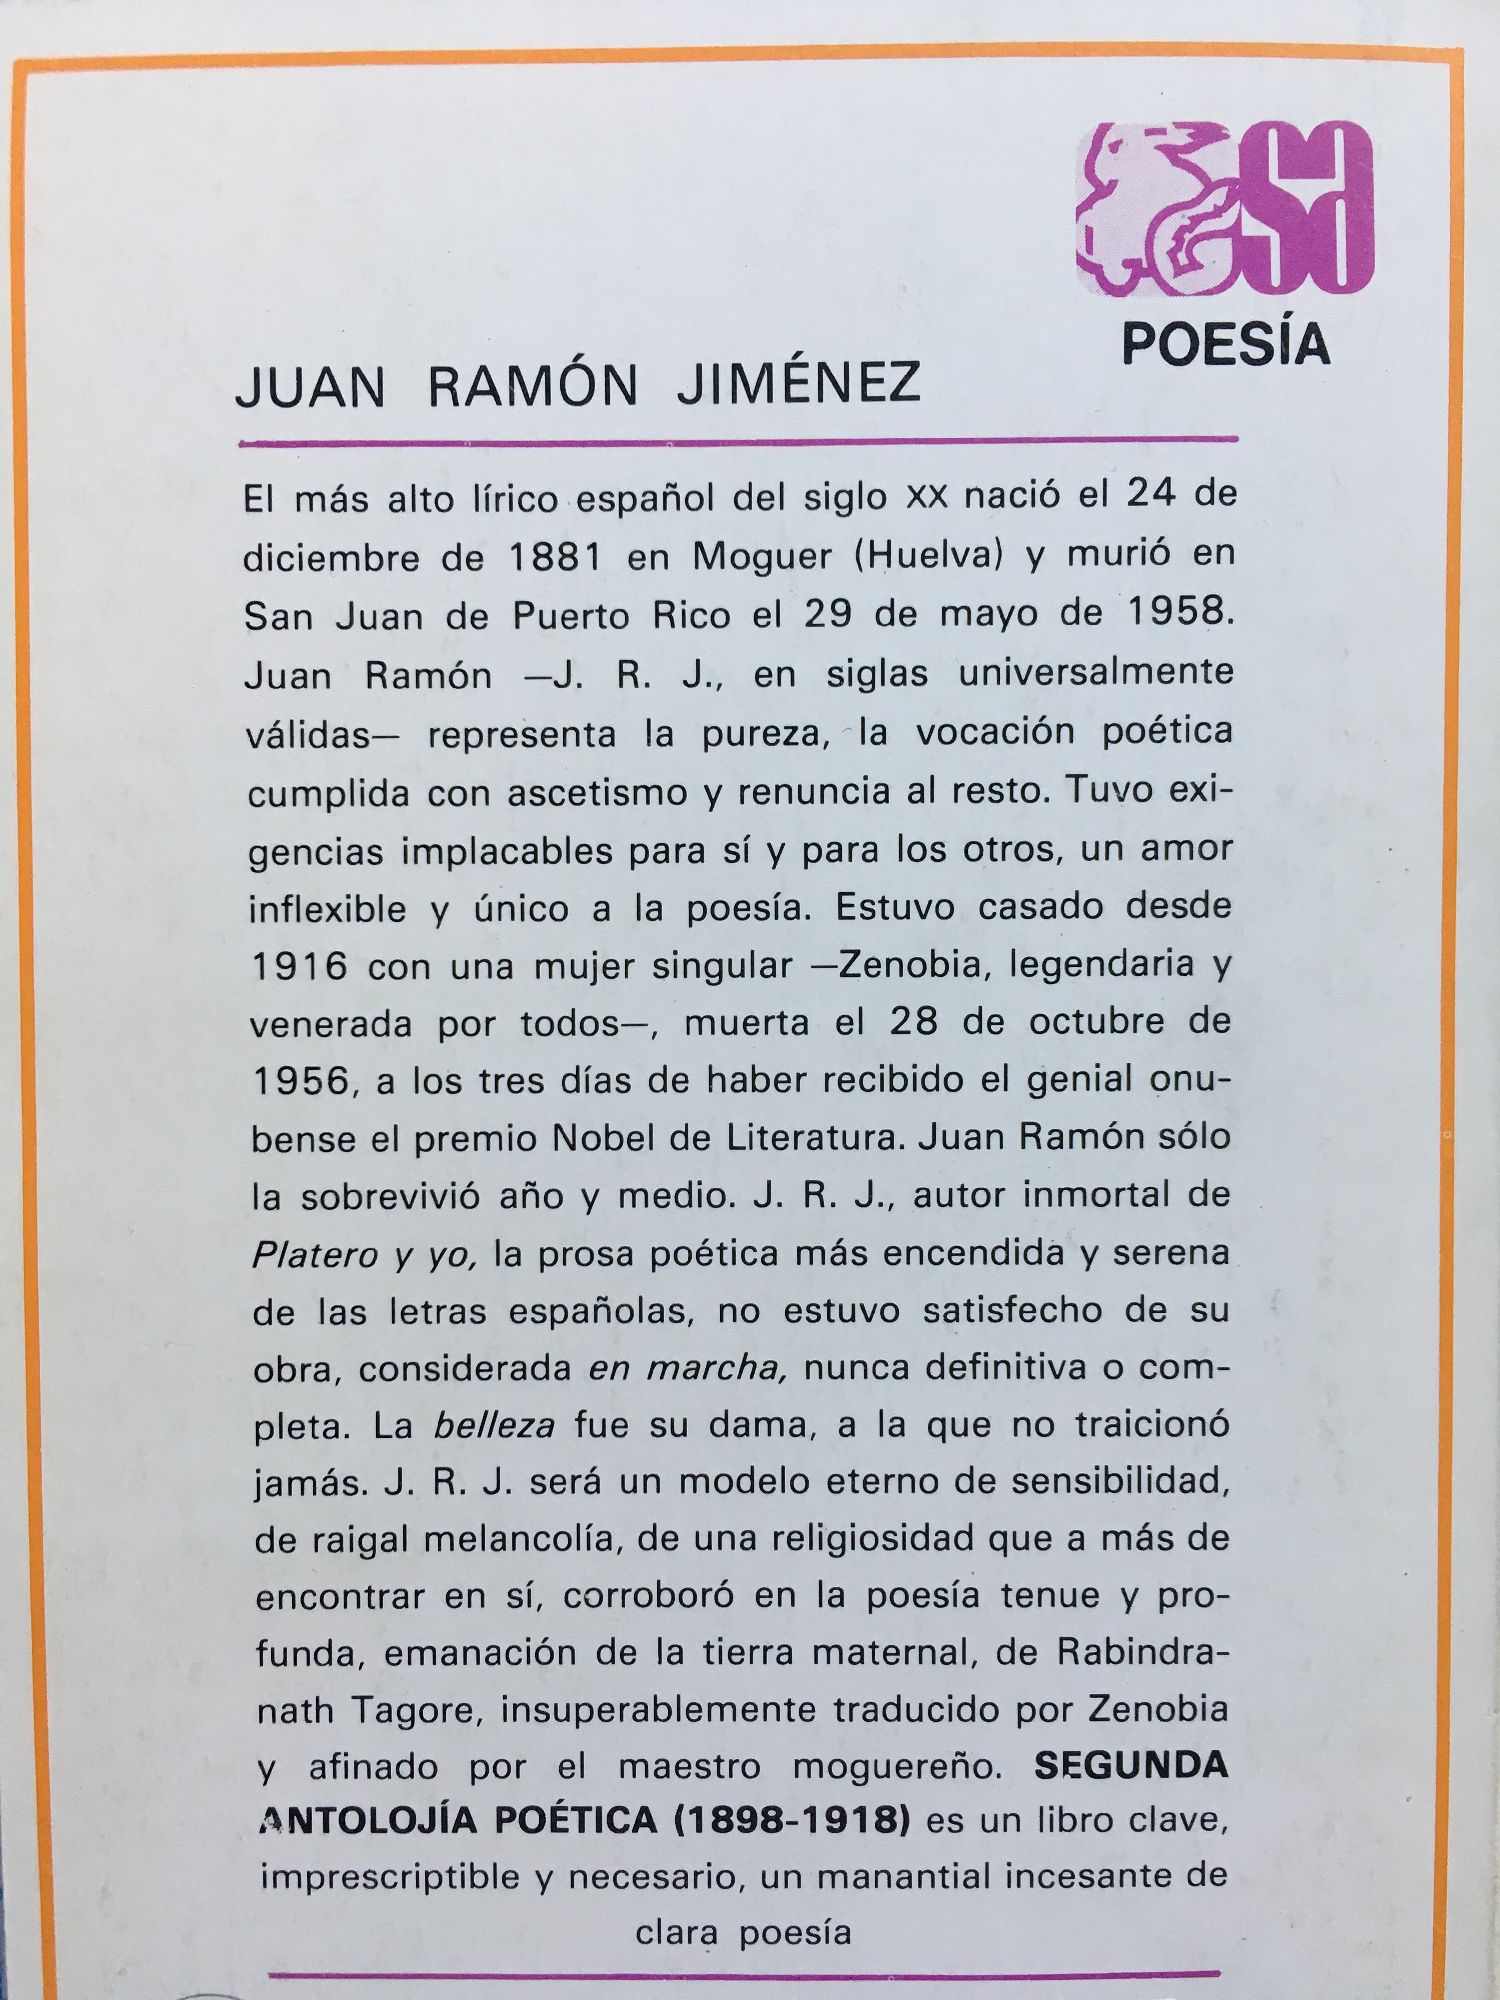 Sa
POESÍA
JUAN RAMÓN JIMÉNEZ
El más alto lírico español del siglo XX nació el 24 de
diciembre de 1881 en Moguer (Huelva) y murió en
San Juan de Puerto Rico el 29 de mayo de 1958.
Juan Ramón —J. R. J., en siglas universalmente
válidas— representa la pureza, la vocación poética
cumplida con ascetismo y renuncia al resto. Tuvo exi-
gencias implacables para sí y para los otros, un amor
inflexible y único a la poesía. Estuvo casado desde
1916 con una mujer singular —Zenobia, legendaria y
venerada por todos—, muerta el 28 de octubre de
1956, a los tres días de haber recibido el genial onu-
bense el premio Nobel de Literatura. Juan Ramón sólo
la sobrevivió año y medio. J. R. J., autor inmortal de
Platero y yo, la prosa poética más encendida y serena
de las letras españolas, no estuvo satisfecho de su
obra, considerada en marcha, nunca definitiva o com-
pleta. La belleza fue su dama, a la que no traicionó
jamás. J. R. J. será un modelo eterno de sensibilidad,
de raigal melancolía, de una religiosidad que a más de
encontrar en sí, corroboró en la poesía tenue y pro-
funda, emanación de la tierra maternal, de Rabindra-
nath Tagore, insuperablemente traducido por Zenobia
y afinado por el maestro moguereño. SEGUNDA
ANTOLOJÍA POÉTICA (1898-1918) es un libro clave,
imprescriptible y necesario, un manantial incesante de
clara poesía